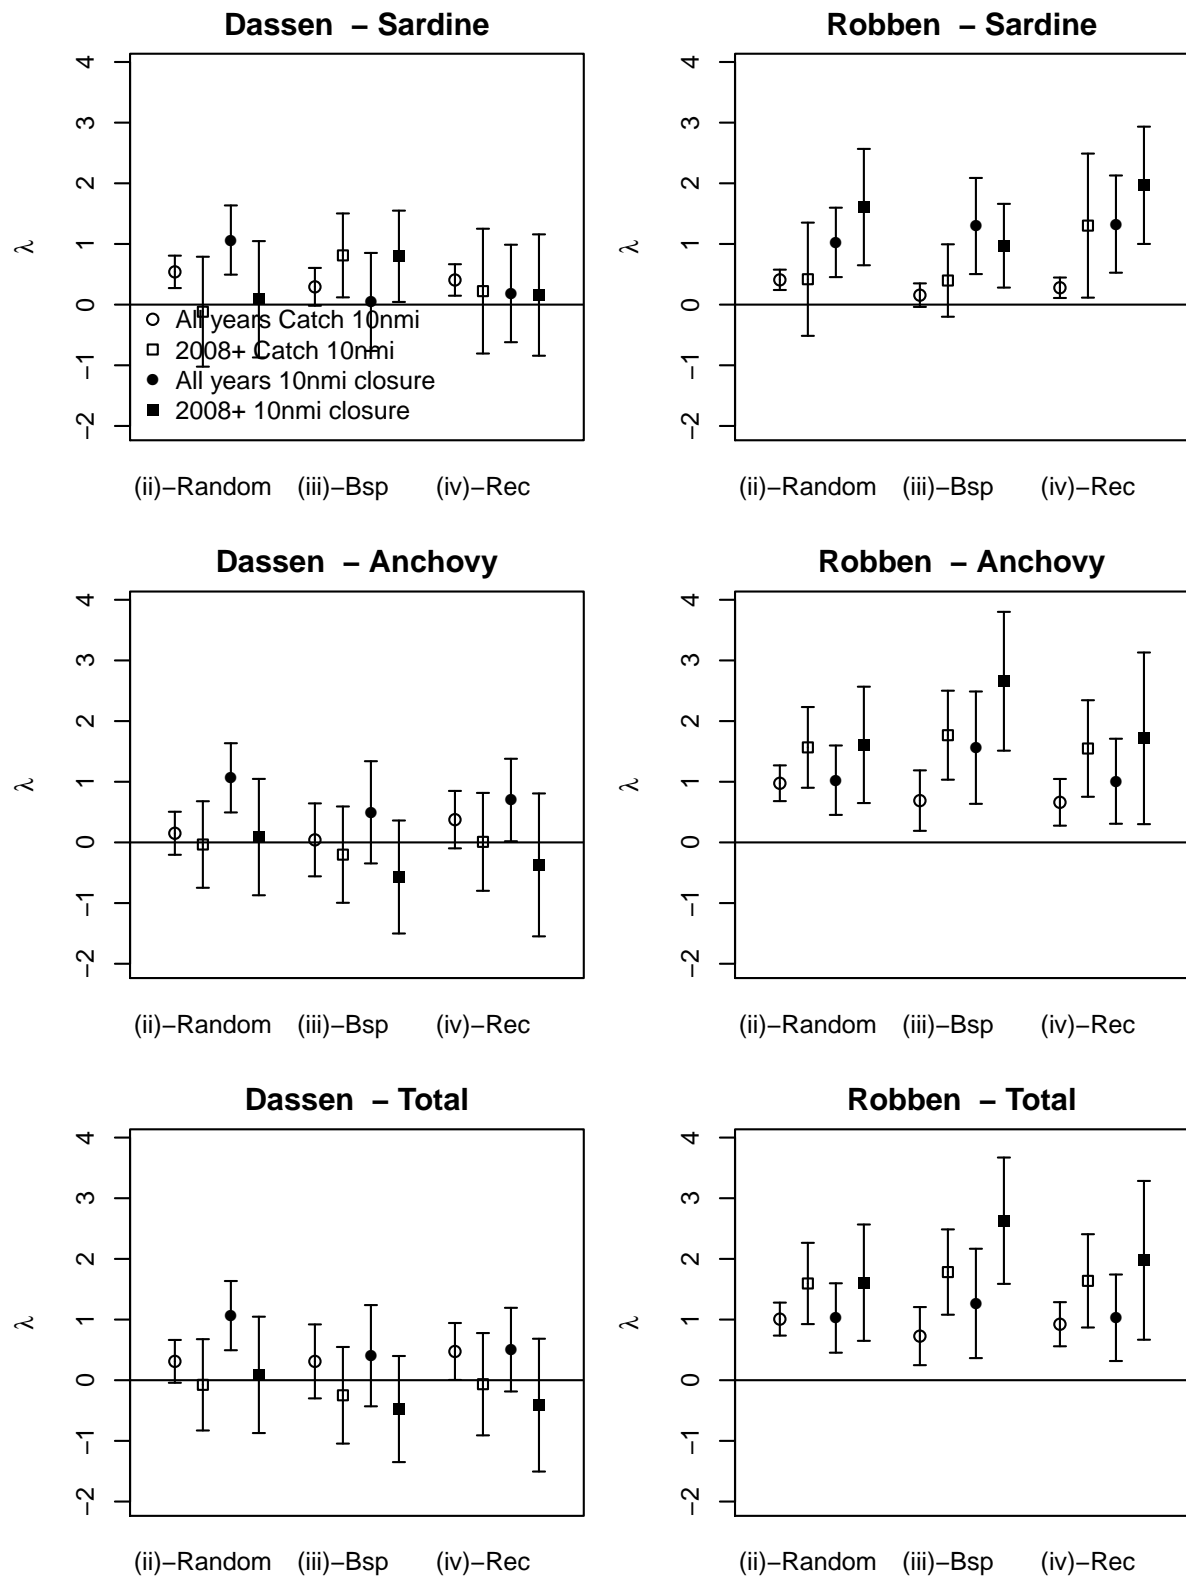 Dassen – Sardine
λ
4
3
2
1
0
−1
−2
All years Catch 10nmi
2008+ Catch 10nmi
All years 10nmi closure
2008+ 10nmi closure
(ii)−Random (iii)−Bsp (iv)−Rec
Robben – Sardine
λ
4
3
2
1
0
−1
−2
(ii)−Random (iii)−Bsp (iv)−Rec
Dassen – Anchovy
λ
4
3
2
1
0
−1
−2
(ii)−Random (iii)−Bsp (iv)−Rec
Robben – Anchovy
λ
4
3
2
1
0
−1
−2
(ii)−Random (iii)−Bsp (iv)−Rec
Dassen – Total
λ
4
3
2
1
0
−1
−2
(ii)−Random (iii)−Bsp (iv)−Rec
Robben – Total
λ
4
3
2
1
0
−1
−2
(ii)−Random (iii)−Bsp (iv)−Rec